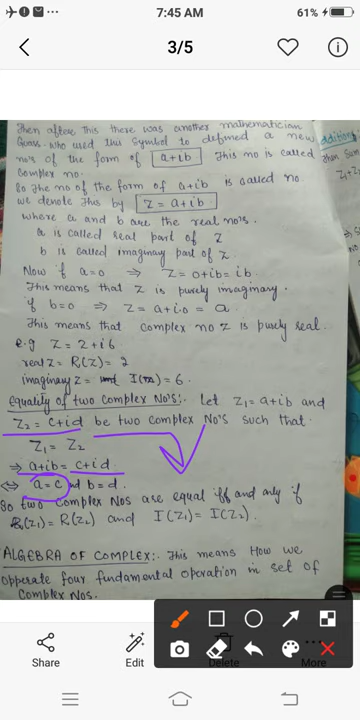 7:45 AM
61%
3/5
Then after This there was another mathematician
Gauss. who used this symbol to defined a new
no's of the form of a+ib This no is called
Complex no.
So The no of the form of a+ib is called no
we denote This by Z = a+ib.
where a and b are the real no's.
a is called real part of Z
b is called imaginary part of Z.
Now if a=0 ⇒ Z = 0+ib = ib.
This means that Z is purely imaginary.
if b=0 ⇒ Z = a+i.0 = a.
This means that complex no Z is purely real.
e.g Z = 2+i6
real Z = R(Z) = 2
imaginary Z = I(Z) = 6.
Equality of two Complex No's:. Let Z₁ = a+ib and
Z₂ = c+id be two Complex No's such that
Z₁ = Z₂
⇒ a+ib = c+id
⇔ a=c and b=d.
So two Complex Nos are equal iff and only if
R(Z₁) = R(Z₂) and I(Z₁) = I(Z₂).
ALGEBRA OF COMPLEX:. This means How we
opperate four fundamental operation in set of
Complex Nos.
Share
Edit
Delete
More